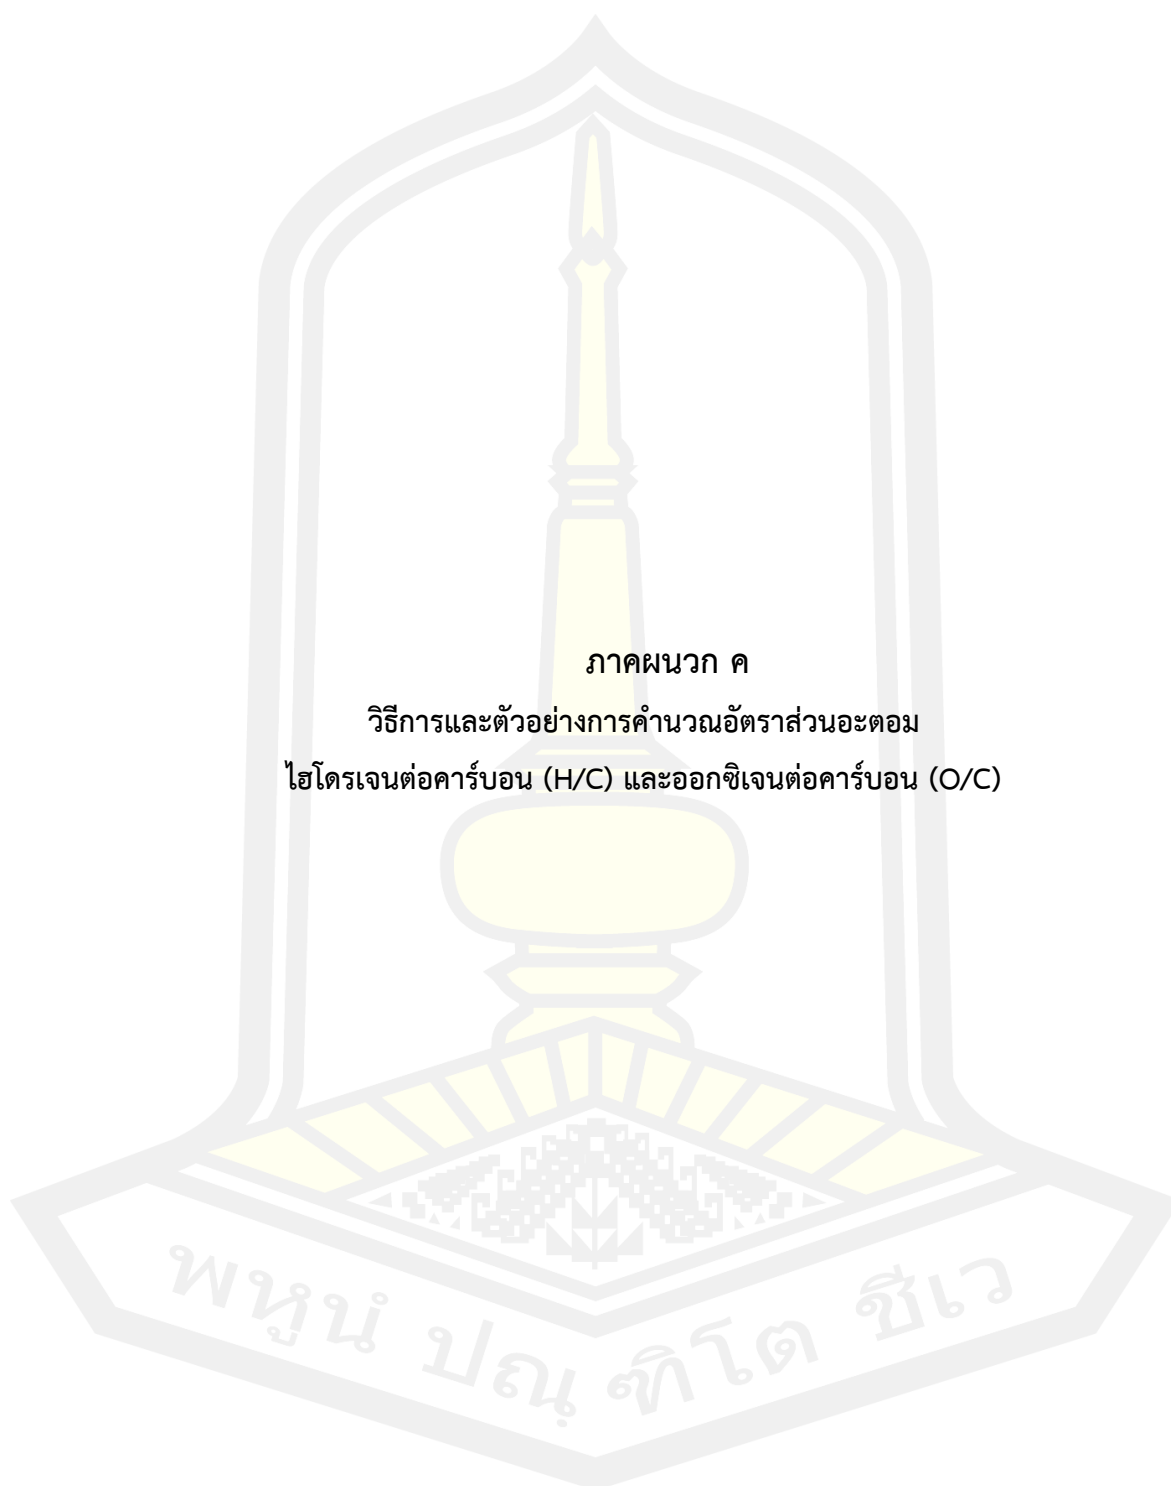 ภาคผนวก ค
วิธีการและตัวอย่างการคำนวณอัตราส่วนอะตอม
ไฮโดรเจนต่อคาร์บอน (H/C) และออกซิเจนต่อคาร์บอน (O/C)
พหูนํ ปณฺฑิโต ชีเว